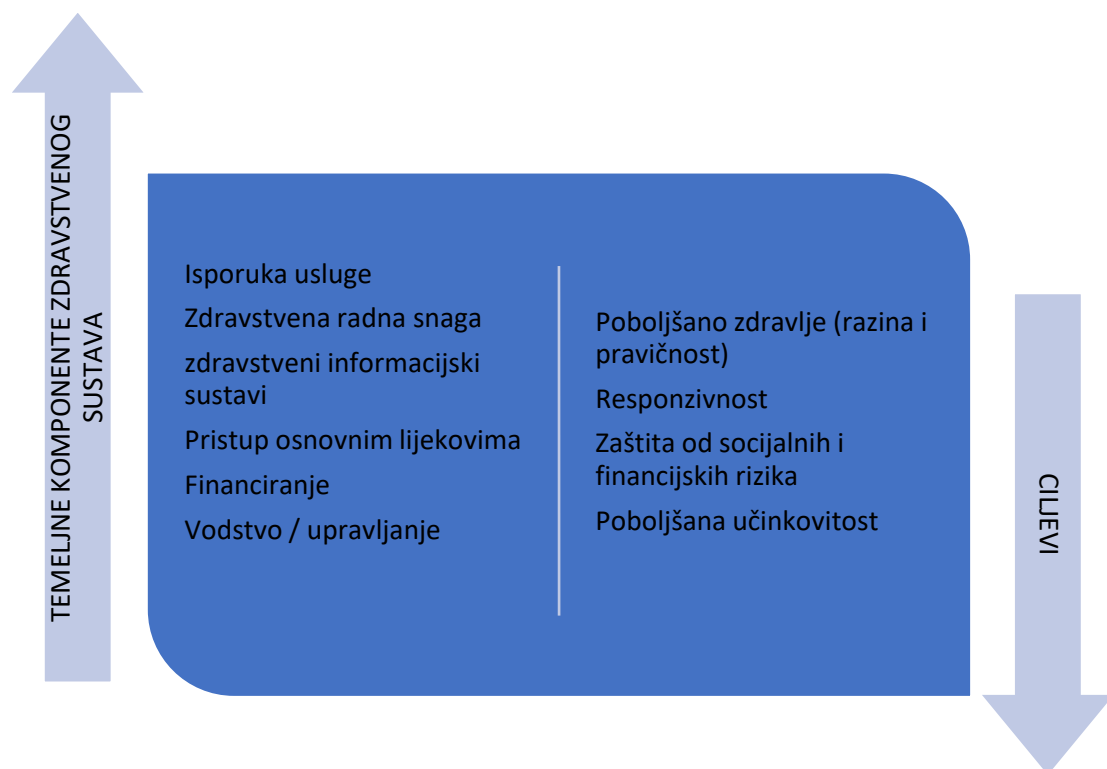 TEMELJNE KOMPONENTE ZDRAVSTVENOG
SUSTAVA
Isporuka usluge
Zdravstvena radna snaga
zdravstveni informacijski
sustavi
Pristup osnovnim lijekovima
Financiranje
Vodstvo / upravljanje
Poboljšano zdravlje (razina i
pravičnost)
Responzivnost
Zaštita od socijalnih i
financijskih rizika
Poboljšana učinkovitost
CILJEVI